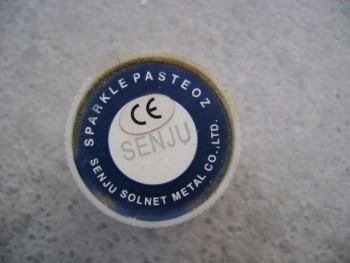 SPARKLE PASTE OZ
CE
SENJU
SENJU SOLNET METAL CO.,LTD.